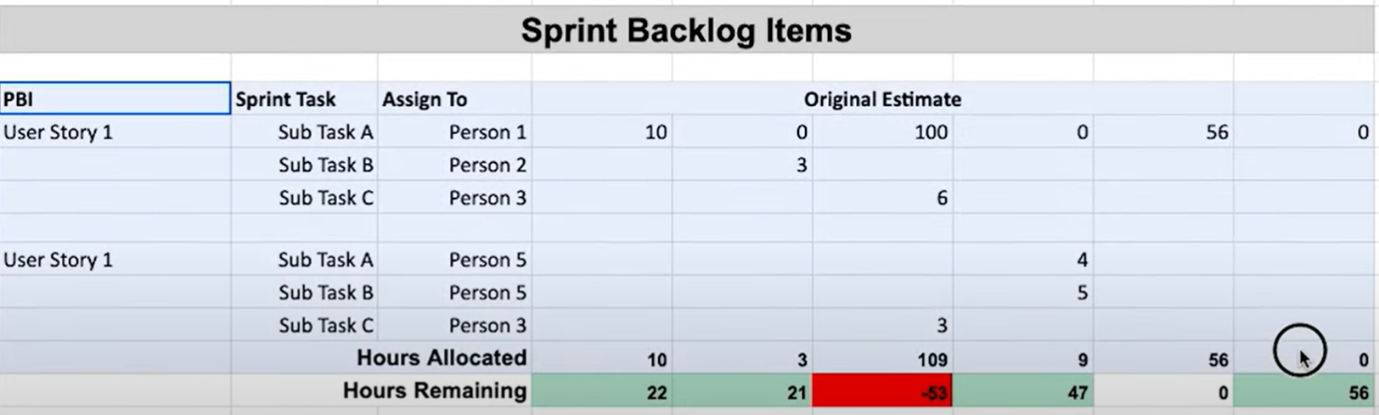 Sprint Backlog Items
PBI Sprint Task Assign To Original Estimate
User Story 1 Sub Task A Person 1 10 0 100 0 56 0
Sub Task B Person 2 3
Sub Task C Person 3 6
User Story 1 Sub Task A Person 5 4
Sub Task B Person 5 5
Sub Task C Person 3 3
Hours Allocated 10 3 109 9 56 0
Hours Remaining 22 21 -53 47 0 56